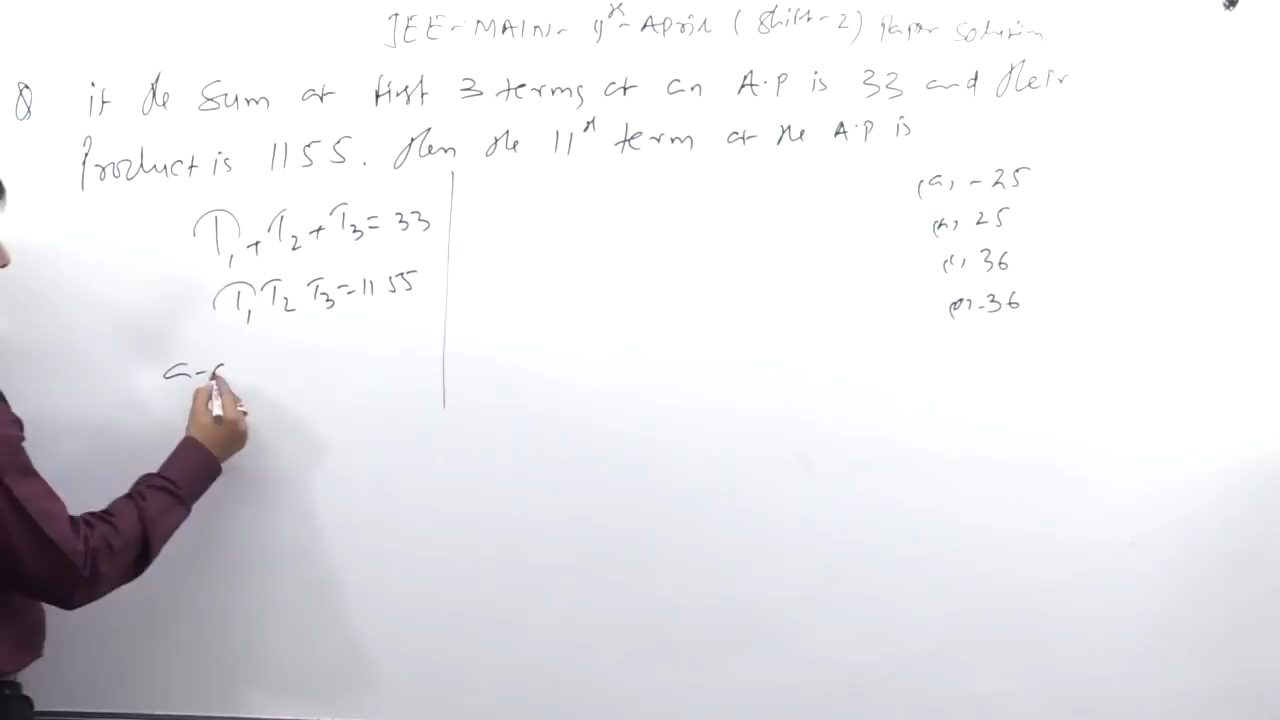 JEE-MAIN- 9th April (Shift-2) Paper Solution
Q if the Sum of first 3 terms of an A.P is 33 and their
Product is 1155. Then the 11th term of the A.P is
(a) -25
T1+T2+T3=33
(b) 25
(c) 36
T1 T2 T3=1155
(d) -36
a-